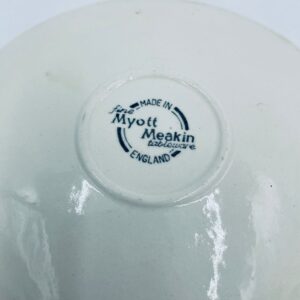 MADE IN
fine
Myott
Meakin
tableware
ENGLAND